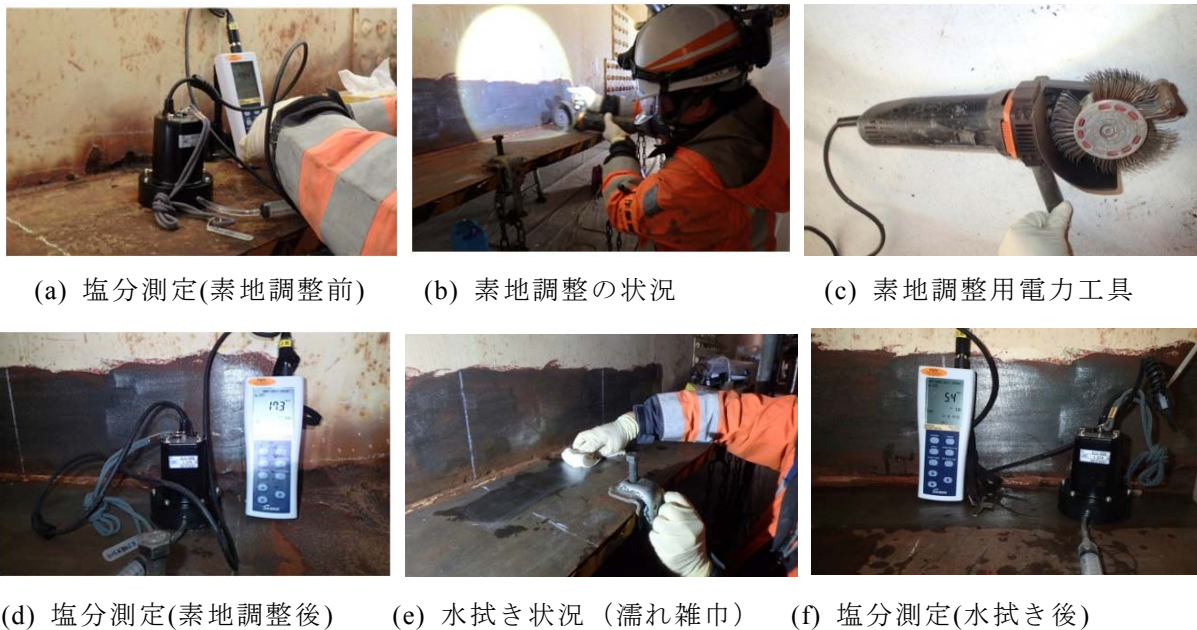 (a) 塩分測定(素地調整前)
(b) 素地調整の状況
(c) 素地調整用電力工具
173
54
(d) 塩分測定(素地調整後)
(e) 水拭き状況（濡れ雑巾）
(f) 塩分測定(水拭き後)